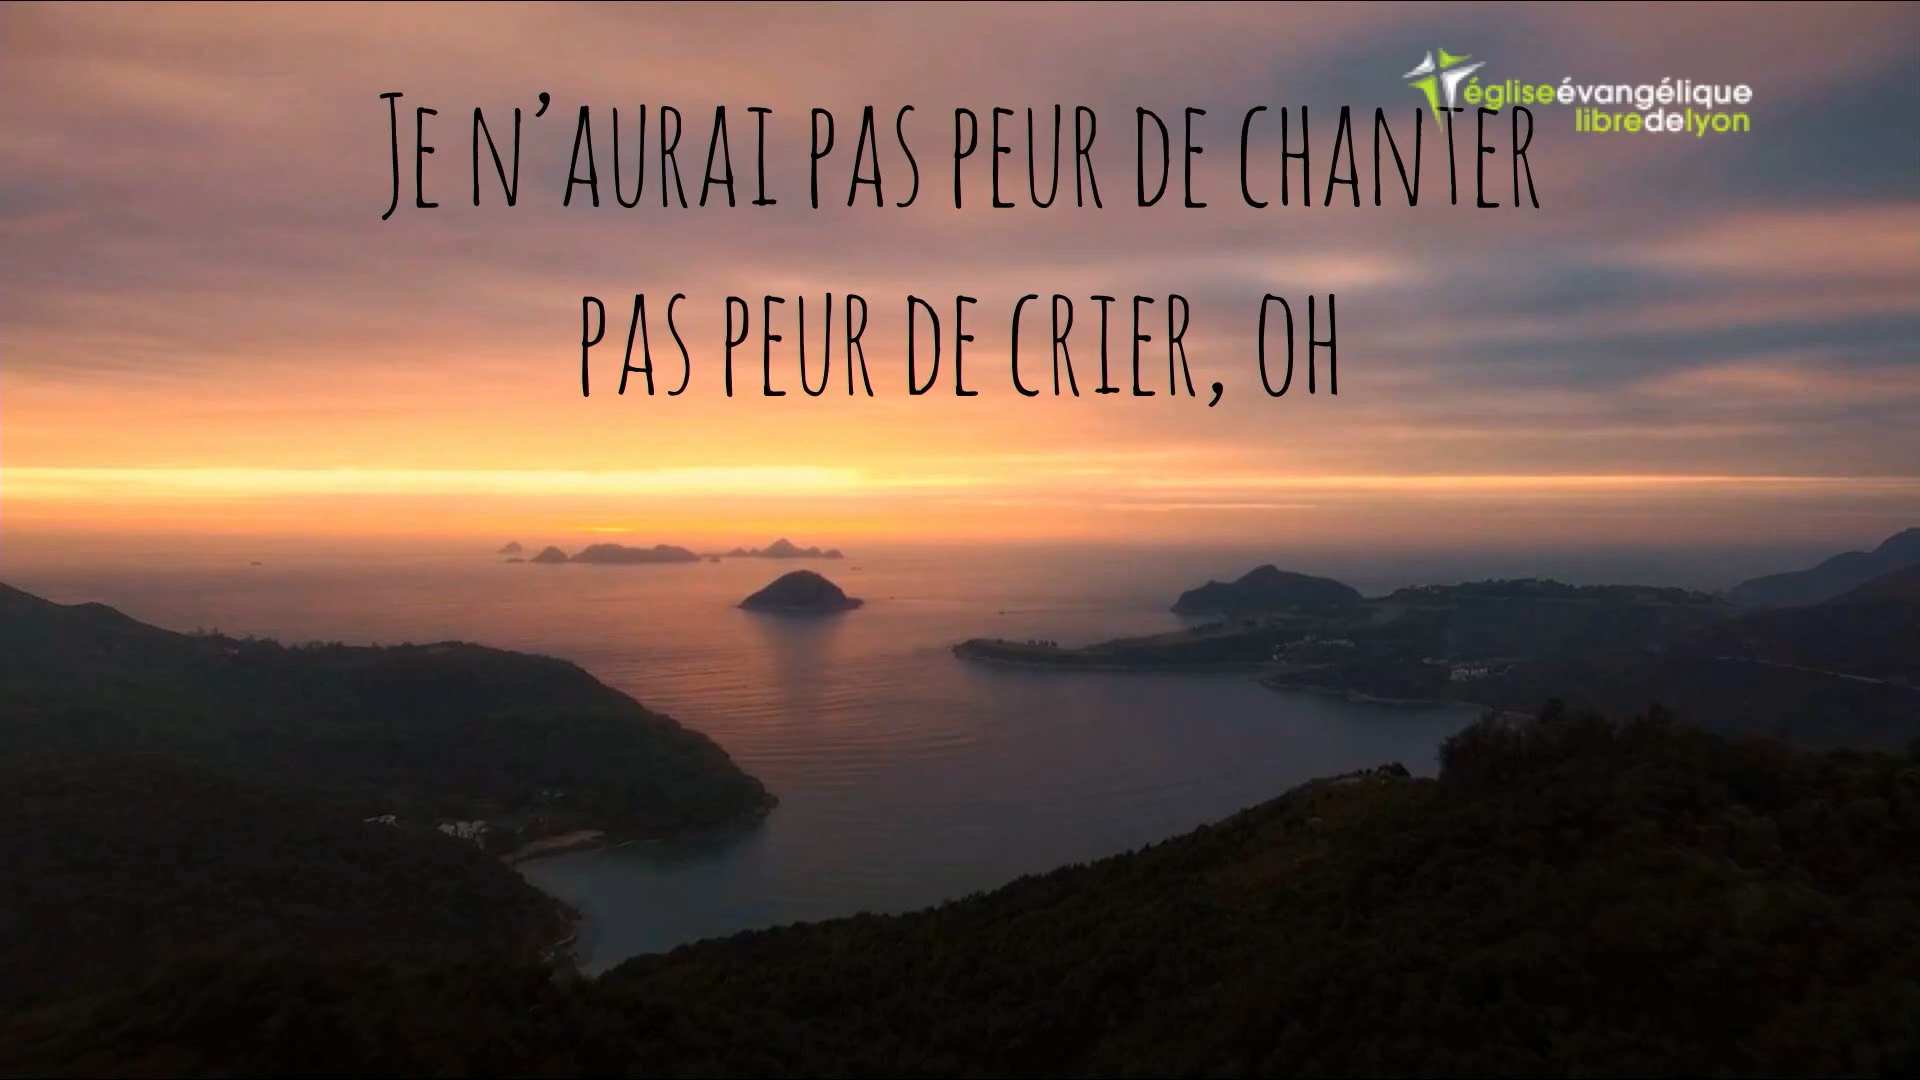 Je n’aurai pas peur de chanter
pas peur de crier, oh
égliseévangélique
libredelyon